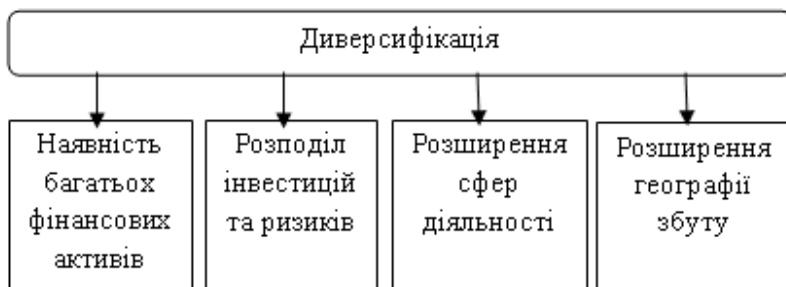 Диверсифікація
Наявність
багатьох
фінансових
активів
Розподіл
інвестицій
та ризиків
Розширення
сфер
діяльності
Розширення
географії
збуту